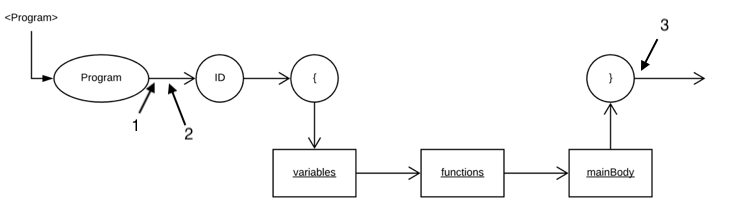 <Program>
Program
ID
{
}
1
2
3
variables
functions
mainBody